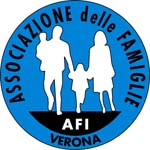 ASSOCIAZIONE delle FAMIGLIE
AFI
VERONA